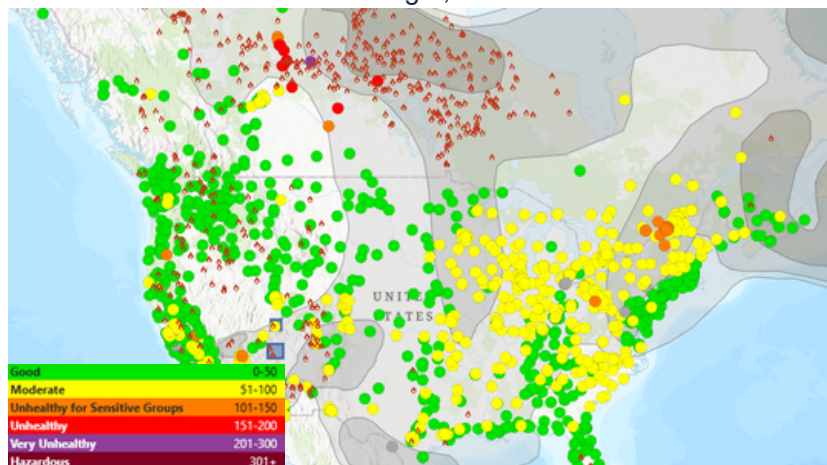 UNITED
STATES
Good 0-50
Moderate 51-100
Unhealthy for Sensitive Groups 101-150
Unhealthy 151-200
Very Unhealthy 201-300
Hazardous 301+